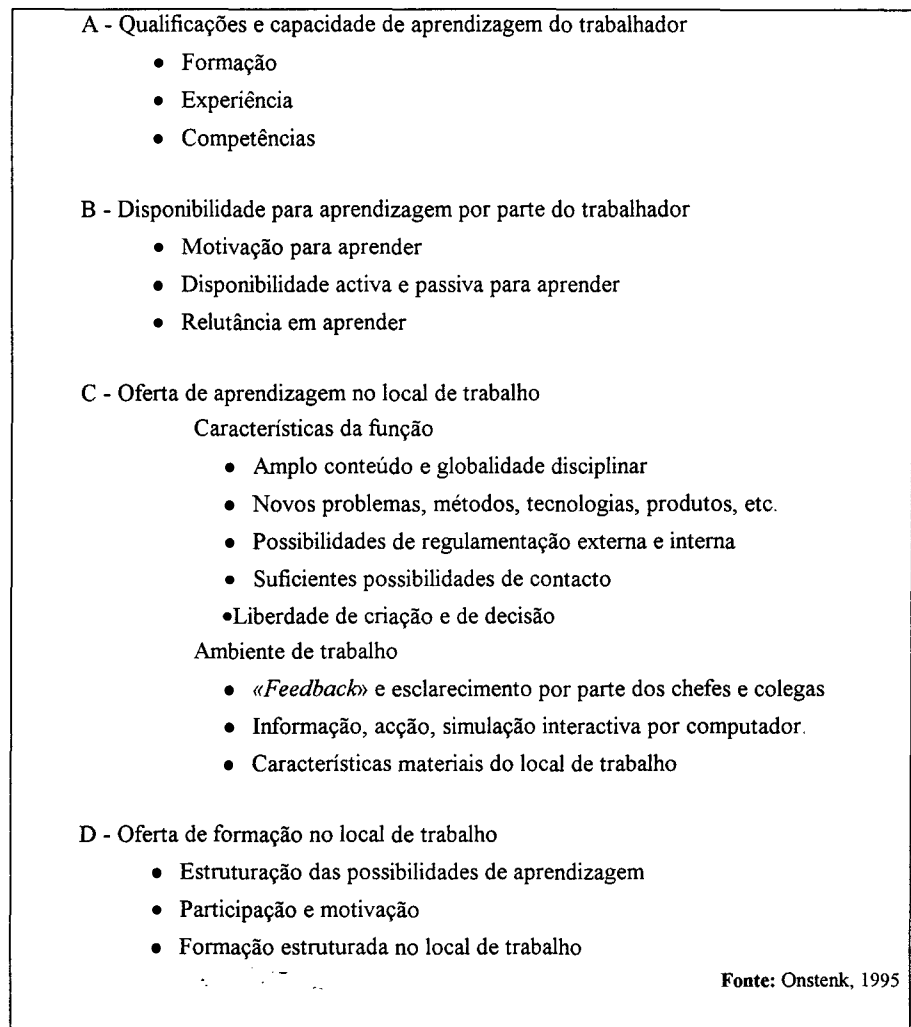 A - Qualificações e capacidade de aprendizagem do trabalhador
• Formação
• Experiência
• Competências
B - Disponibilidade para aprendizagem por parte do trabalhador
• Motivação para aprender
• Disponibilidade activa e passiva para aprender
• Relutância em aprender
C - Oferta de aprendizagem no local de trabalho
Características da função
• Amplo conteúdo e globalidade disciplinar
• Novos problemas, métodos, tecnologias, produtos, etc.
• Possibilidades de regulamentação externa e interna
• Suficientes possibilidades de contacto
•Liberdade de criação e de decisão
Ambiente de trabalho
• «Feedback» e esclarecimento por parte dos chefes e colegas
• Informação, acção, simulação interactiva por computador.
• Características materiais do local de trabalho
D - Oferta de formação no local de trabalho
• Estruturação das possibilidades de aprendizagem
• Participação e motivação
• Formação estruturada no local de trabalho
Fonte: Onstenk, 1995